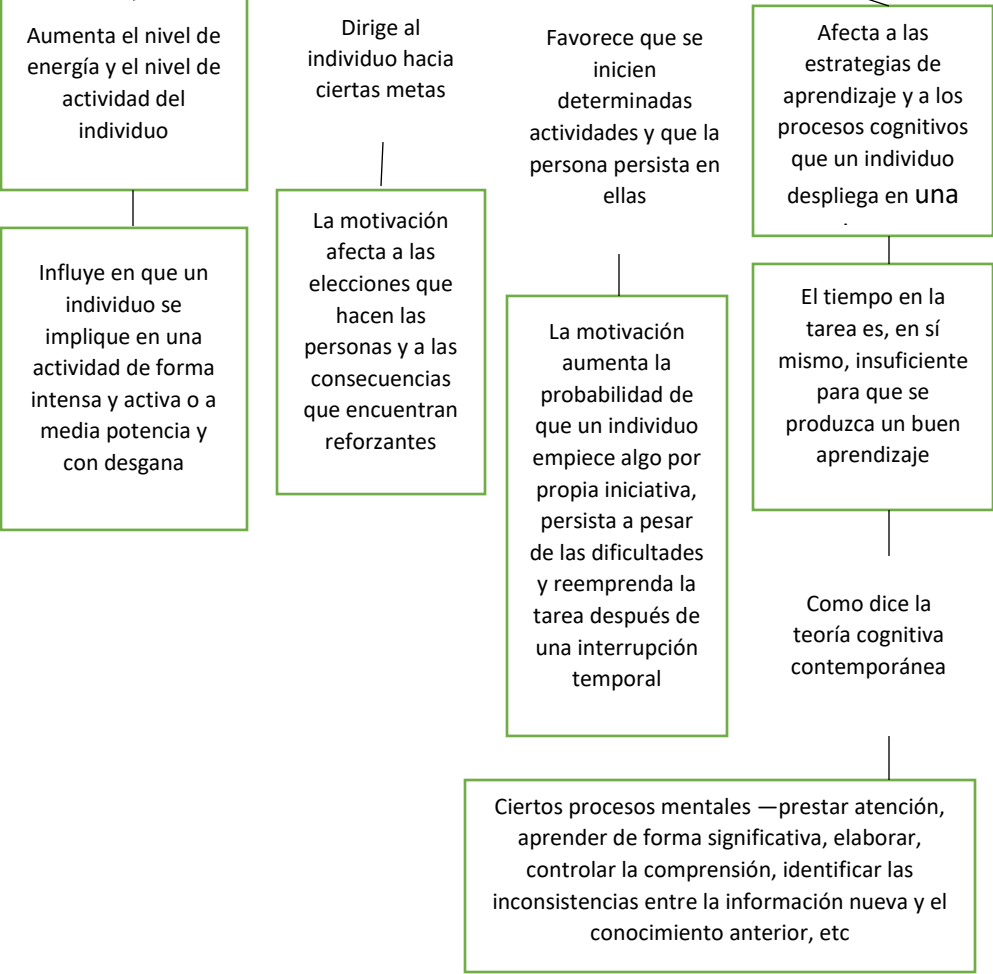 Aumenta el nivel de
energía y el nivel de
actividad del
individuo
Influye en que un
individuo se
implique en una
actividad de forma
intensa y activa o a
media potencia y
con desgana
Dirige al
individuo hacia
ciertas metas
La motivación
afecta a las
elecciones que
hacen las
personas y a las
consecuencias
que encuentran
reforzantes
Favorece que se
inicien
determinadas
actividades y que la
persona persista en
ellas
La motivación
aumenta la
probabilidad de
que un individuo
empiece algo por
propia iniciativa,
persista a pesar
de las dificultades
y reemprenda la
tarea después de
una interrupción
temporal
Afecta a las
estrategias de
aprendizaje y a los
procesos cognitivos
que un individuo
despliega en una
El tiempo en la
tarea es, en sí
mismo, insuficiente
para que se
produzca un buen
aprendizaje
Como dice la
teoría cognitiva
contemporánea
Ciertos procesos mentales —prestar atención,
aprender de forma significativa, elaborar,
controlar la comprensión, identificar las
inconsistencias entre la información nueva y el
conocimiento anterior, etc